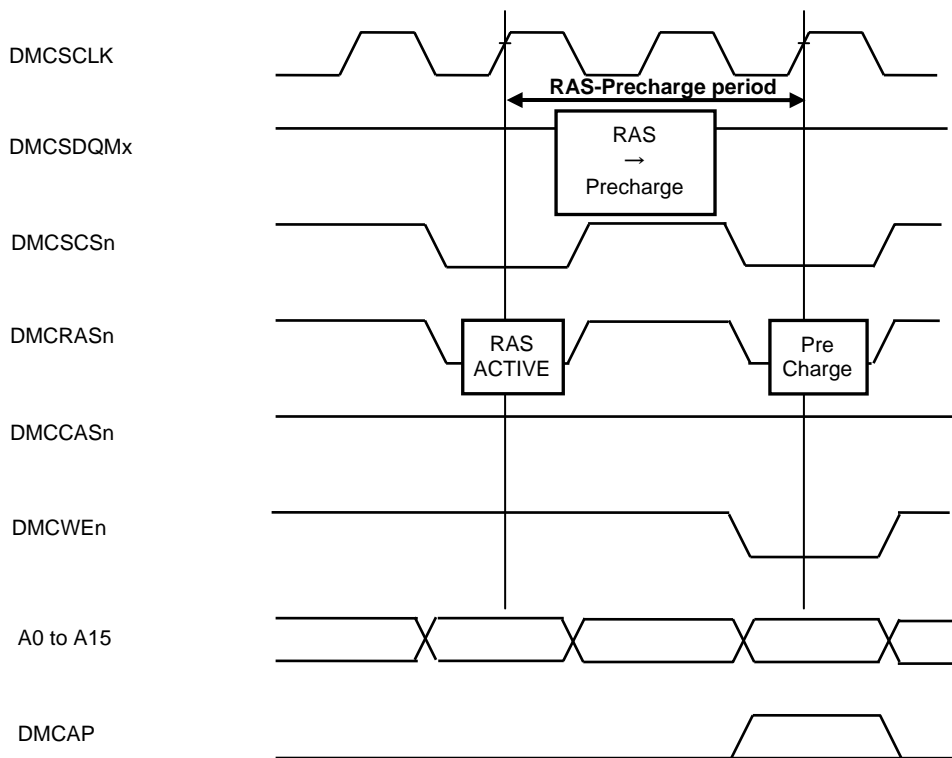 DMCSCLK
RAS-Precharge period
DMCSDQMx
RAS
→
Precharge
DMCSCSn
DMCRASn
RAS
ACTIVE
Pre
Charge
DMCCASn
DMCWEn
A0 to A15
DMCAP